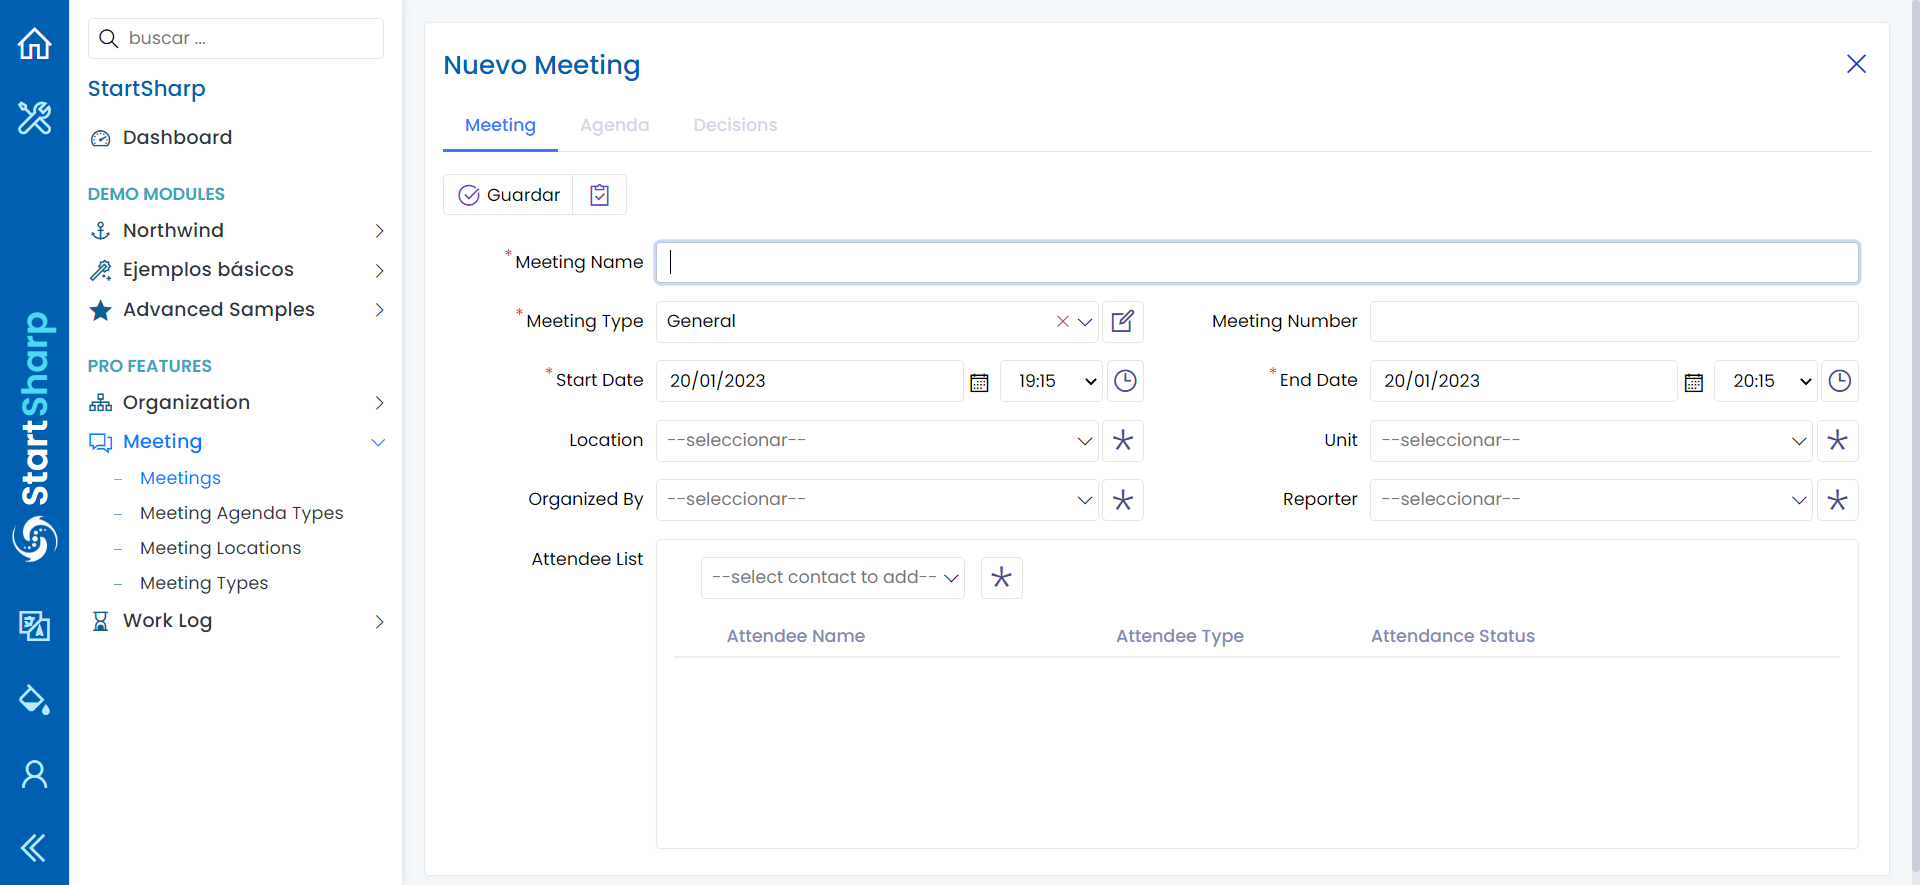 buscar ...
StartSharp
Dashboard
DEMO MODULES
Northwind
Ejemplos básicos
Advanced Samples
PRO FEATURES
Organization
Meeting
Meetings
Meeting Agenda Types
Meeting Locations
Meeting Types
Work Log
StartSharp
Nuevo Meeting
Meeting Agenda Decisions
Guardar
*Meeting Name
*Meeting Type General Meeting Number
*Start Date 20/01/2023 19:15 *End Date 20/01/2023 20:15
Location --seleccionar-- Unit --seleccionar--
Organized By --seleccionar-- Reporter --seleccionar--
Attendee List
--select contact to add--
Attendee Name Attendee Type Attendance Status